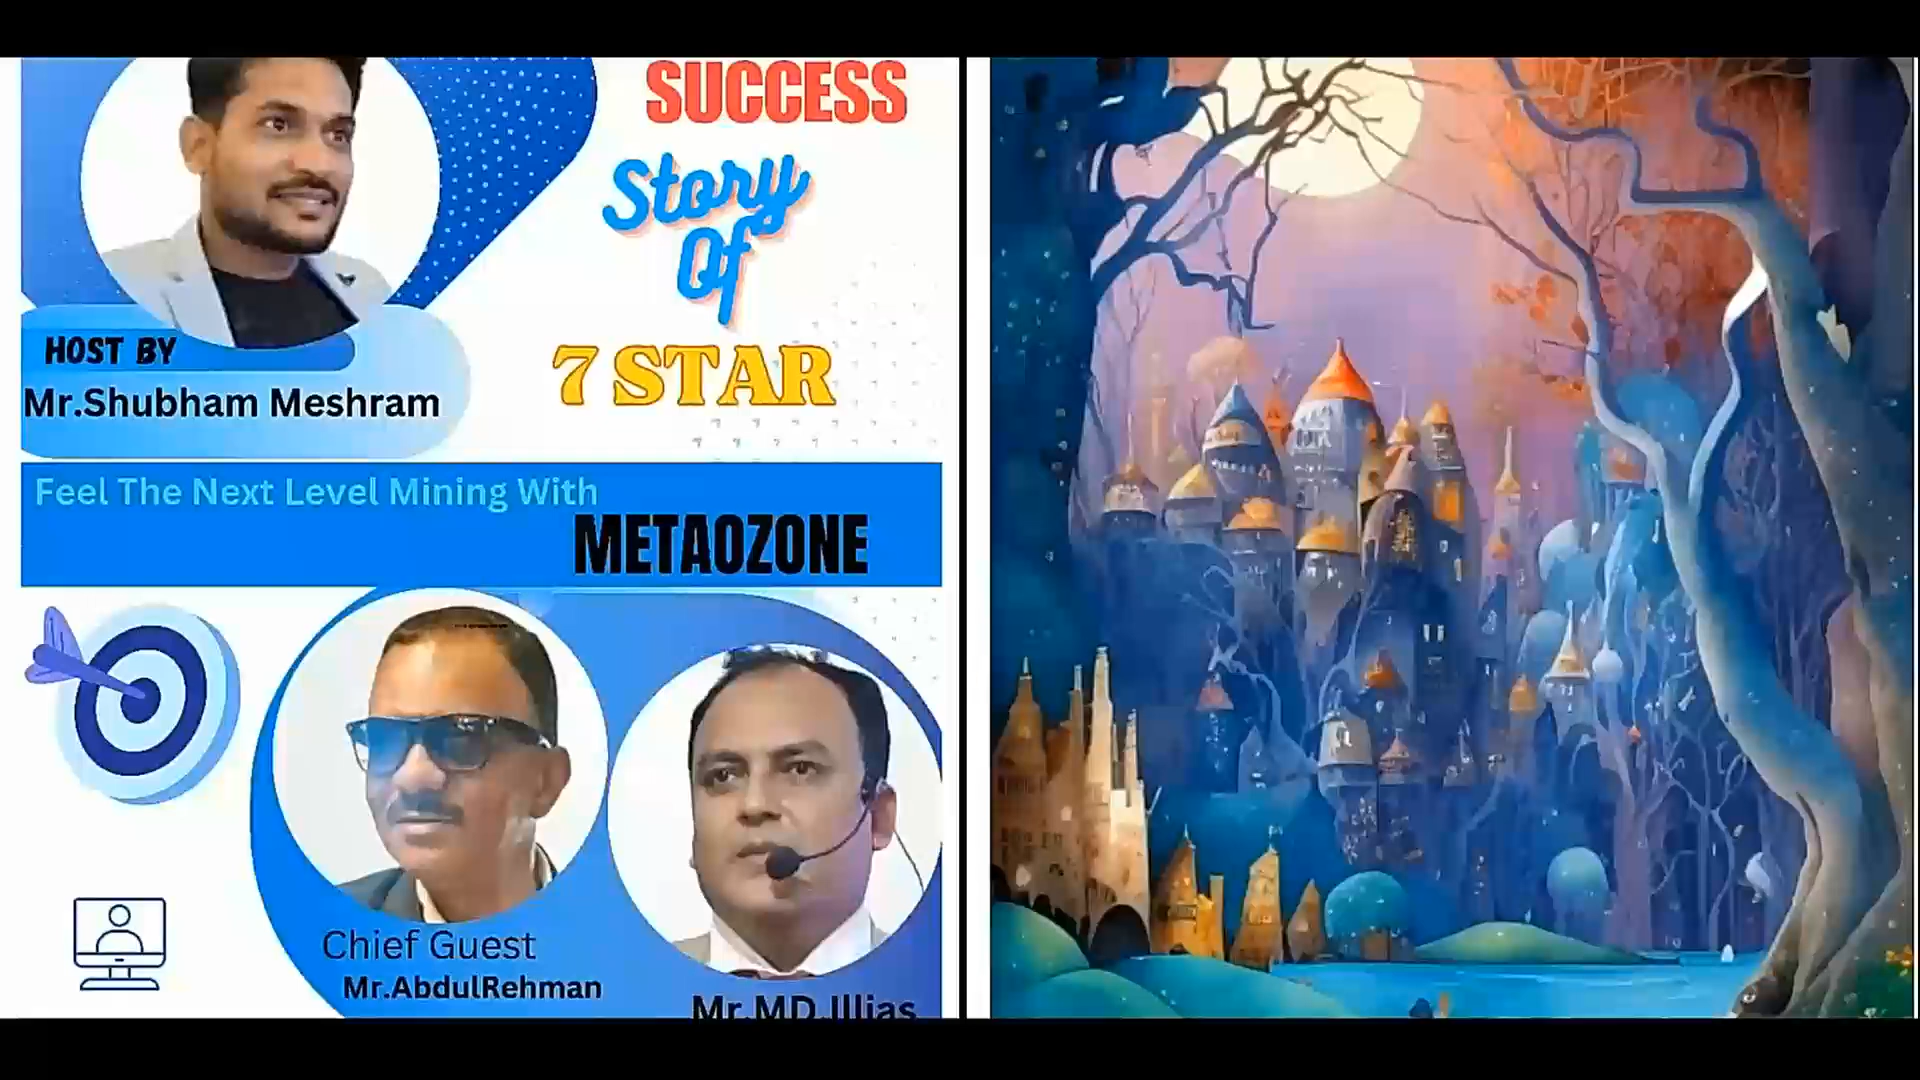 SUCCESS
Story
Of
7 STAR
HOST BY
Mr.Shubham Meshram
Feel The Next Level Mining With
METAOZONE
Chief Guest
Mr.AbdulRehman
Mr.MD.Illias